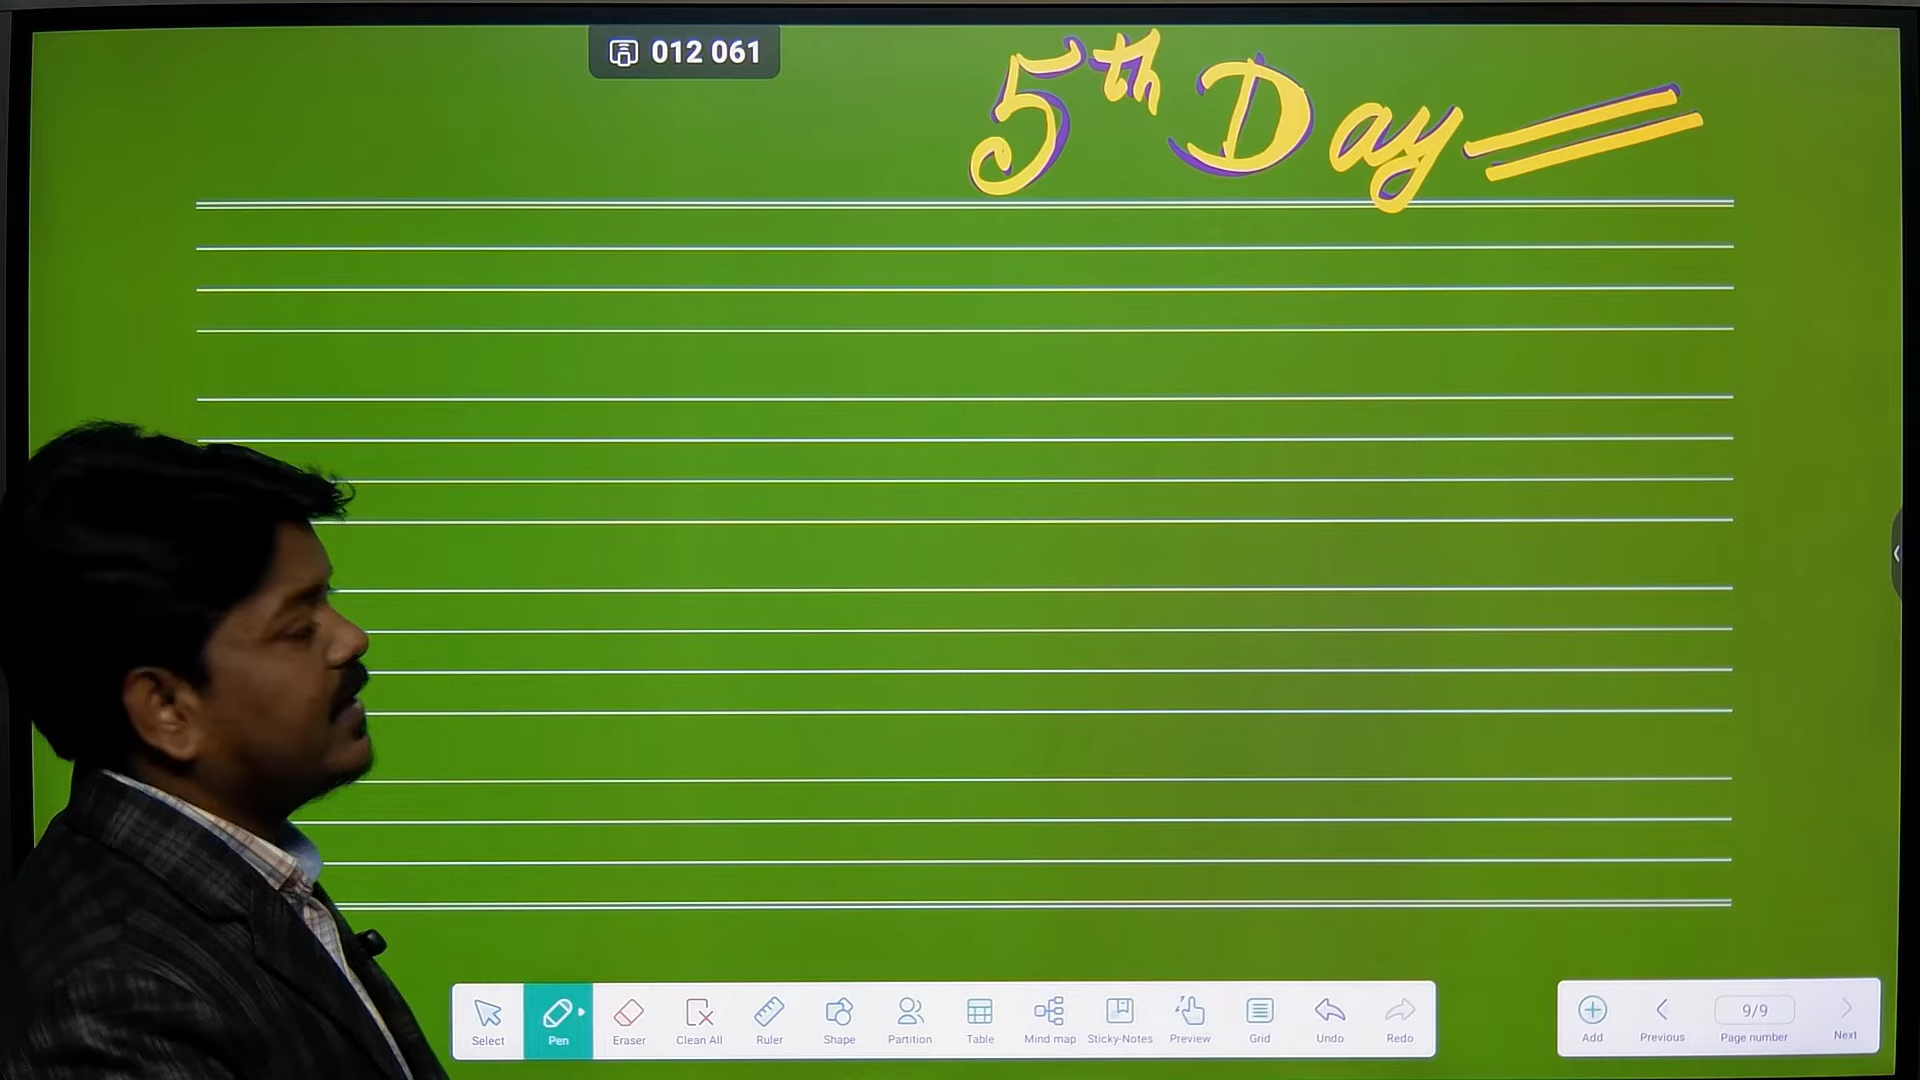 012 061
5th Day
Select Pen Eraser Clean All Ruler Shape Partition Table Mind map Sticky-Notes Preview Grid Undo Redo
Add Previous 9/9 Page number Next